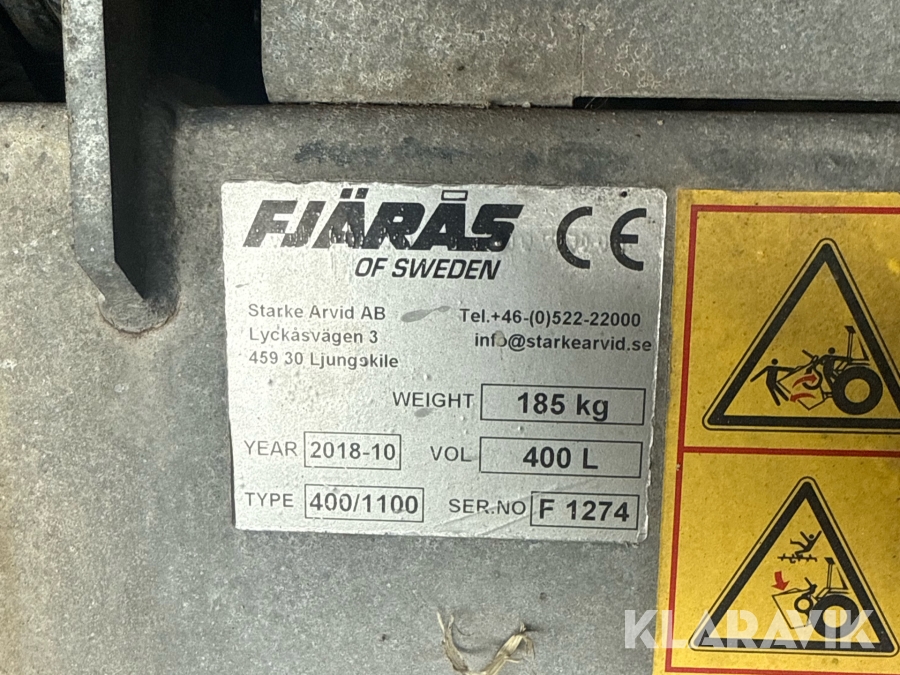 FJÄRÅS
OF SWEDEN
CE
Starke Arvid AB
Tel.+46-(0)522-22000
Lyckåsvägen 3
info@starkearvid.se
459 30 Ljungskile
WEIGHT 185 kg
YEAR 2018-10 VOL 400 L
TYPE 400/1100 SER.NO F 1274
KLARAVIK